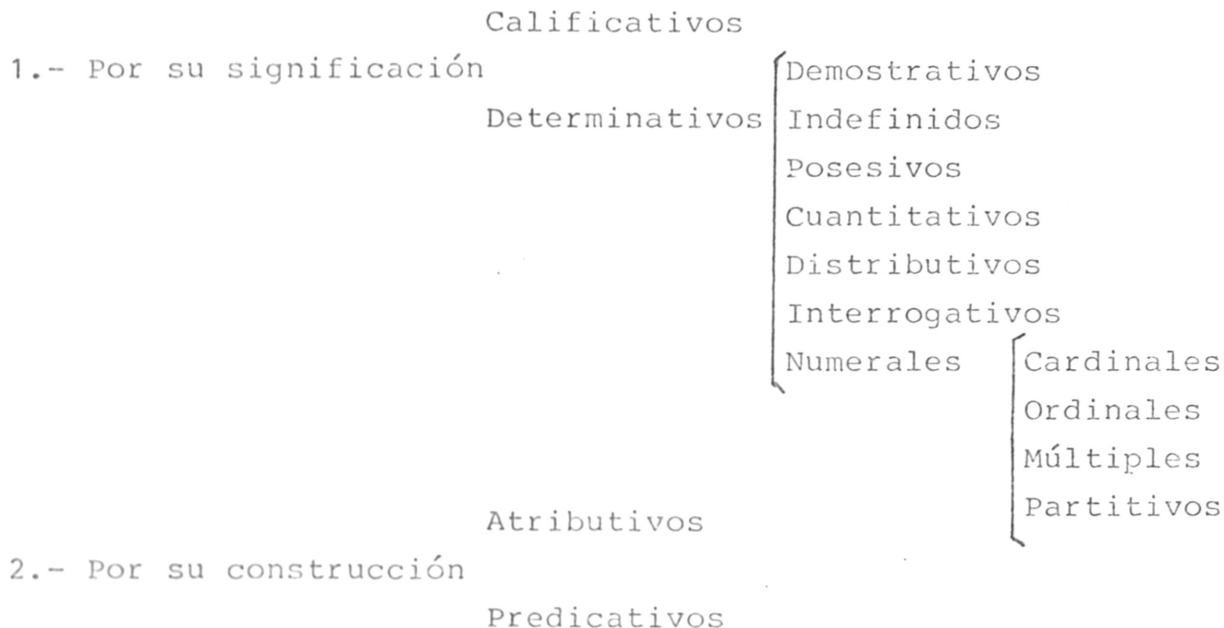 Calificativos
1.- Por su significación
Demostrativos
Determinativos Indefinidos
Posesivos
Cuantitativos
Distributivos
Interrogativos
Numerales Cardinales
Ordinales
Múltiples
Partitivos
Atributivos
2.- Por su construcción
Predicativos